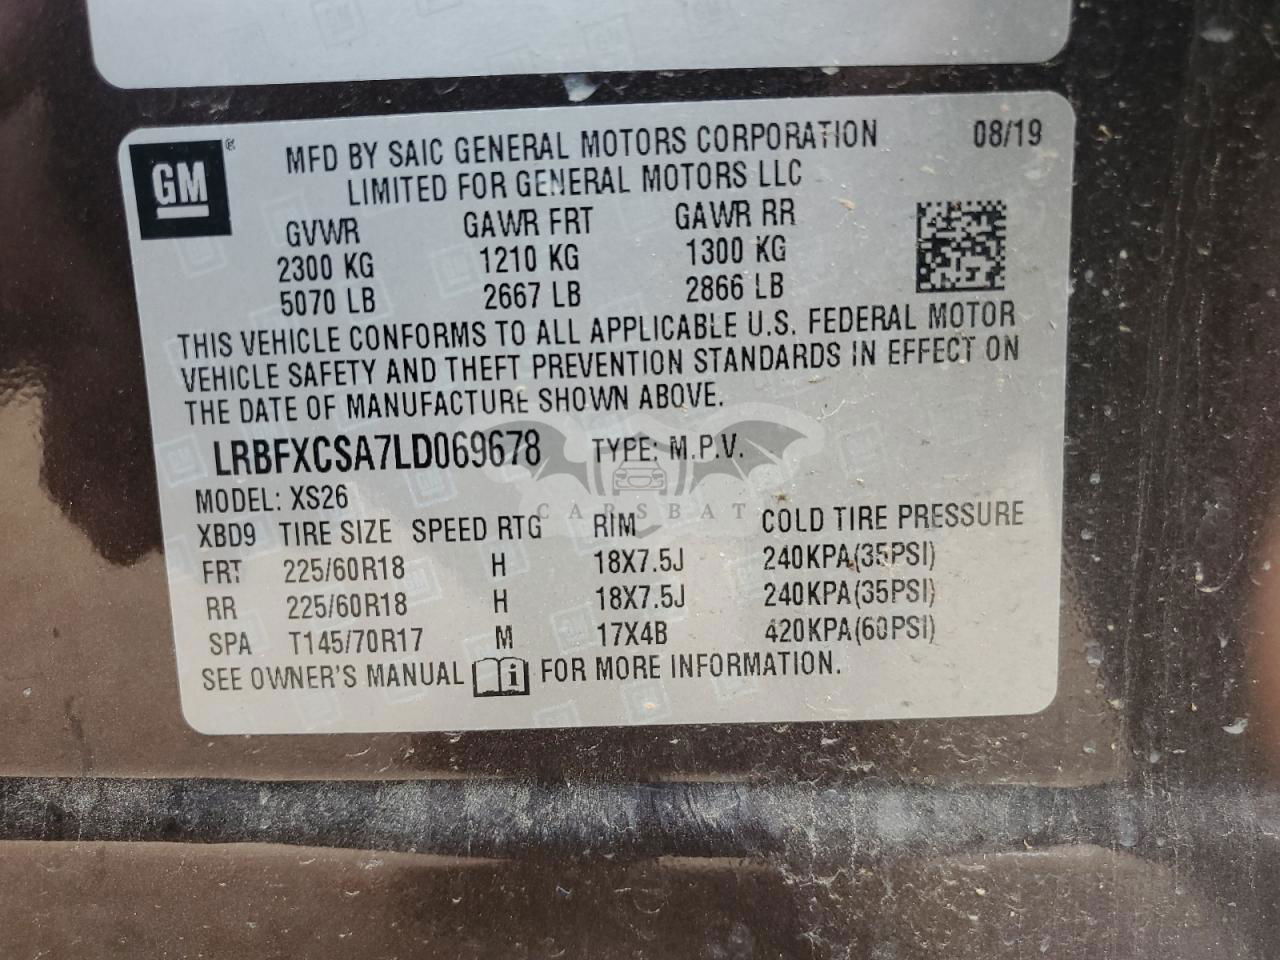 GM ®
MFD BY SAIC GENERAL MOTORS CORPORATION 08/19
LIMITED FOR GENERAL MOTORS LLC
GVWR GAWR FRT GAWR RR
2300 KG 1210 KG 1300 KG
5070 LB 2667 LB 2866 LB
THIS VEHICLE CONFORMS TO ALL APPLICABLE U.S. FEDERAL MOTOR
VEHICLE SAFETY AND THEFT PREVENTION STANDARDS IN EFFECT ON
THE DATE OF MANUFACTURE SHOWN ABOVE.
LRBFXCSA7LD069678 TYPE: M.P.V.
CARSBAT
MODEL: XS26
XBD9 TIRE SIZE SPEED RTG RIM COLD TIRE PRESSURE
FRT 225/60R18 H 18X7.5J 240KPA(35PSI)
RR 225/60R18 H 18X7.5J 240KPA(35PSI)
SPA T145/70R17 M 17X4B 420KPA(60PSI)
SEE OWNER'S MANUAL i FOR MORE INFORMATION.